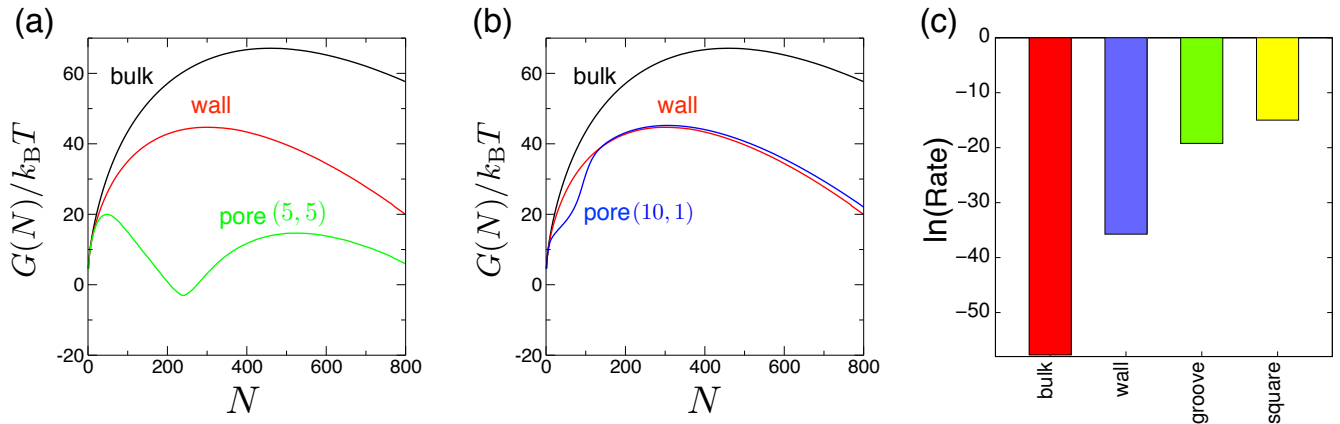 (a)
G(N)/k_BT
60
40
20
0
-20
0
200
400
600
800
N
bulk
wall
pore (5, 5)
(b)
G(N)/k_BT
60
40
20
0
-20
0
200
400
600
800
N
bulk
wall
pore (10, 1)
(c)
ln(Rate)
0
−10
−20
−30
−40
−50
bulk
wall
groove
square